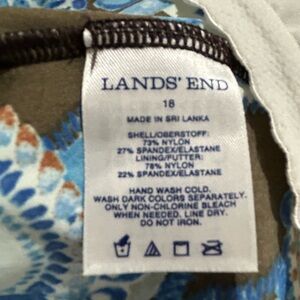 LANDS' END
18
MADE IN SRI LANKA
SHELL/OBERSTOFF:
73% NYLON
27% SPANDEX/ELASTANE
LINING/FUTTER:
78% NYLON
22% SPANDEX/ELASTANE
HAND WASH COLD.
WASH DARK COLORS SEPARATELY.
ONLY NON-CHLORINE BLEACH
WHEN NEEDED. LINE DRY.
DO NOT IRON.